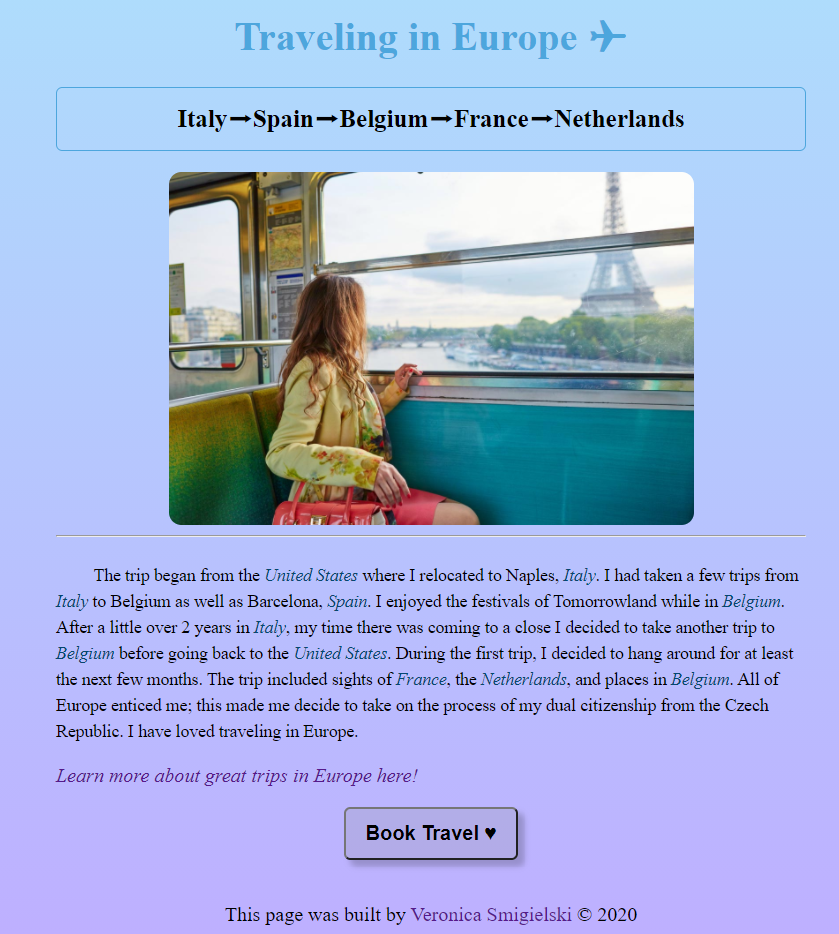 Traveling in Europe ✈
Italy→Spain→Belgium→France→Netherlands
The trip began from the United States where I relocated to Naples, Italy. I had taken a few trips from
Italy to Belgium as well as Barcelona, Spain. I enjoyed the festivals of Tomorrowland while in Belgium.
After a little over 2 years in Italy, my time there was coming to a close I decided to take another trip to
Belgium before going back to the United States. During the first trip, I decided to hang around for at least
the next few months. The trip included sights of France, the Netherlands, and places in Belgium. All of
Europe enticed me; this made me decide to take on the process of my dual citizenship from the Czech
Republic. I have loved traveling in Europe.
Learn more about great trips in Europe here!
Book Travel ♥
This page was built by Veronica Smigielski © 2020